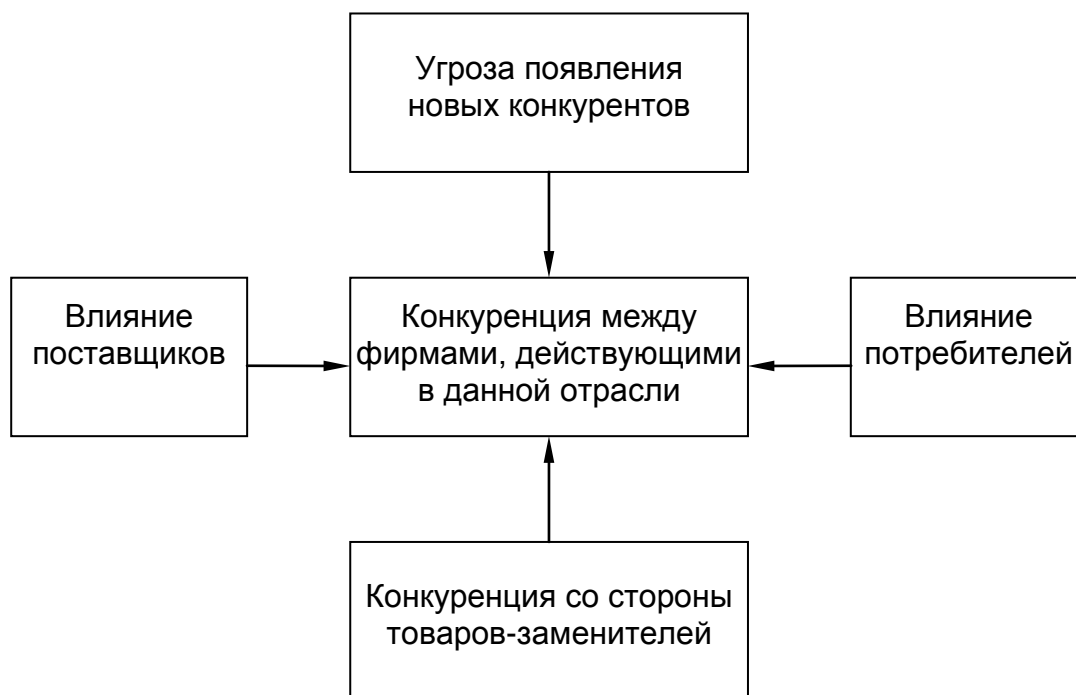 Угроза появления
новых конкурентов
Влияние
поставщиков
Конкуренция между
фирмами, действующими
в данной отрасли
Влияние
потребителей
Конкуренция со стороны
товаров-заменителей